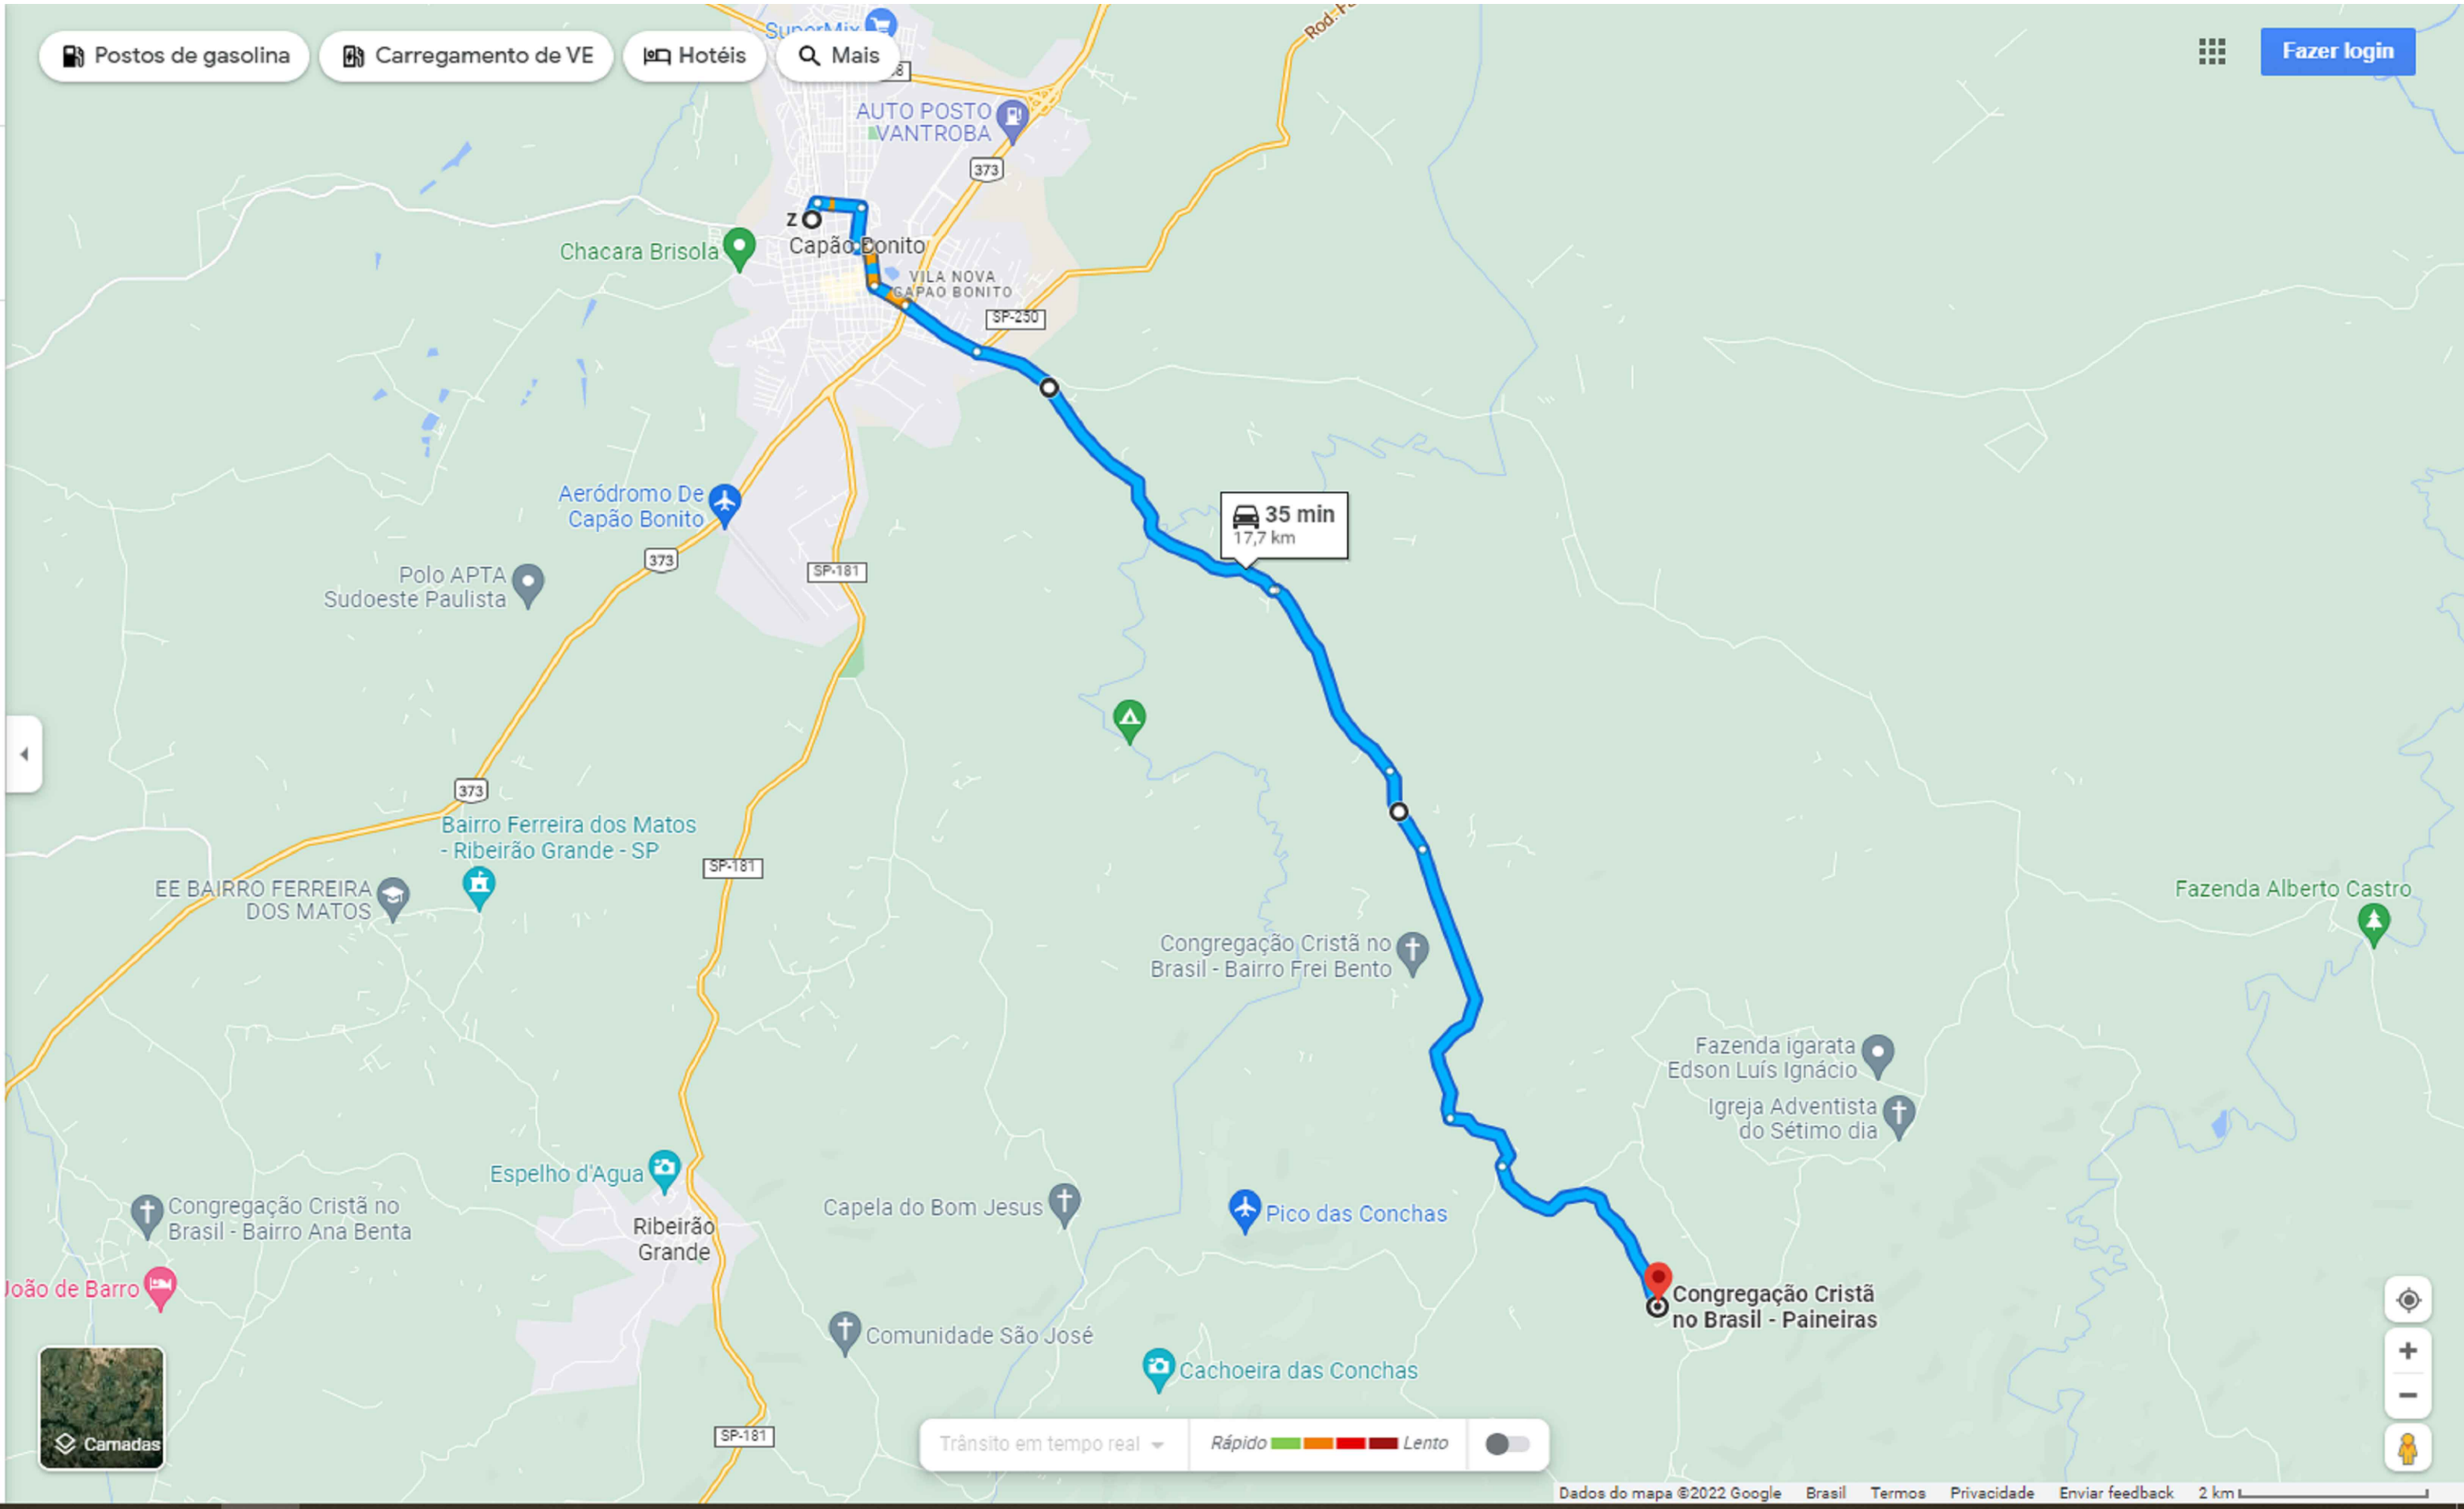 SuperMix
Rod. F
Postos de gasolina
Carregamento de VE
Hotéis
Mais
Fazer login
AUTO POSTO
VANTROBA
373
z
Capão Bonito
Chacara Brisola
VILA NOVA
CAPAO BONITO
SP-250
Aeródromo De
Capão Bonito
35 min
17,7 km
373
SP-181
Polo APTA
Sudoeste Paulista
373
Bairro Ferreira dos Matos
- Ribeirão Grande - SP
SP-181
EE BAIRRO FERREIRA
DOS MATOS
Fazenda Alberto Castro
Congregação Cristã no
Brasil - Bairro Frei Bento
Fazenda igarata
Edson Luís Ignácio
Igreja Adventista
do Sétimo dia
Espelho d'Agua
Congregação Cristã no
Brasil - Bairro Ana Benta
Ribeirão
Grande
Capela do Bom Jesus
Pico das Conchas
João de Barro
Congregação Cristã
no Brasil - Paineiras
Comunidade São José
Cachoeira das Conchas
Camadas
SP-181
Trânsito em tempo real
Rápido
Lento
Dados do mapa ©2022 Google
Brasil
Termos
Privacidade
Enviar feedback
2 km